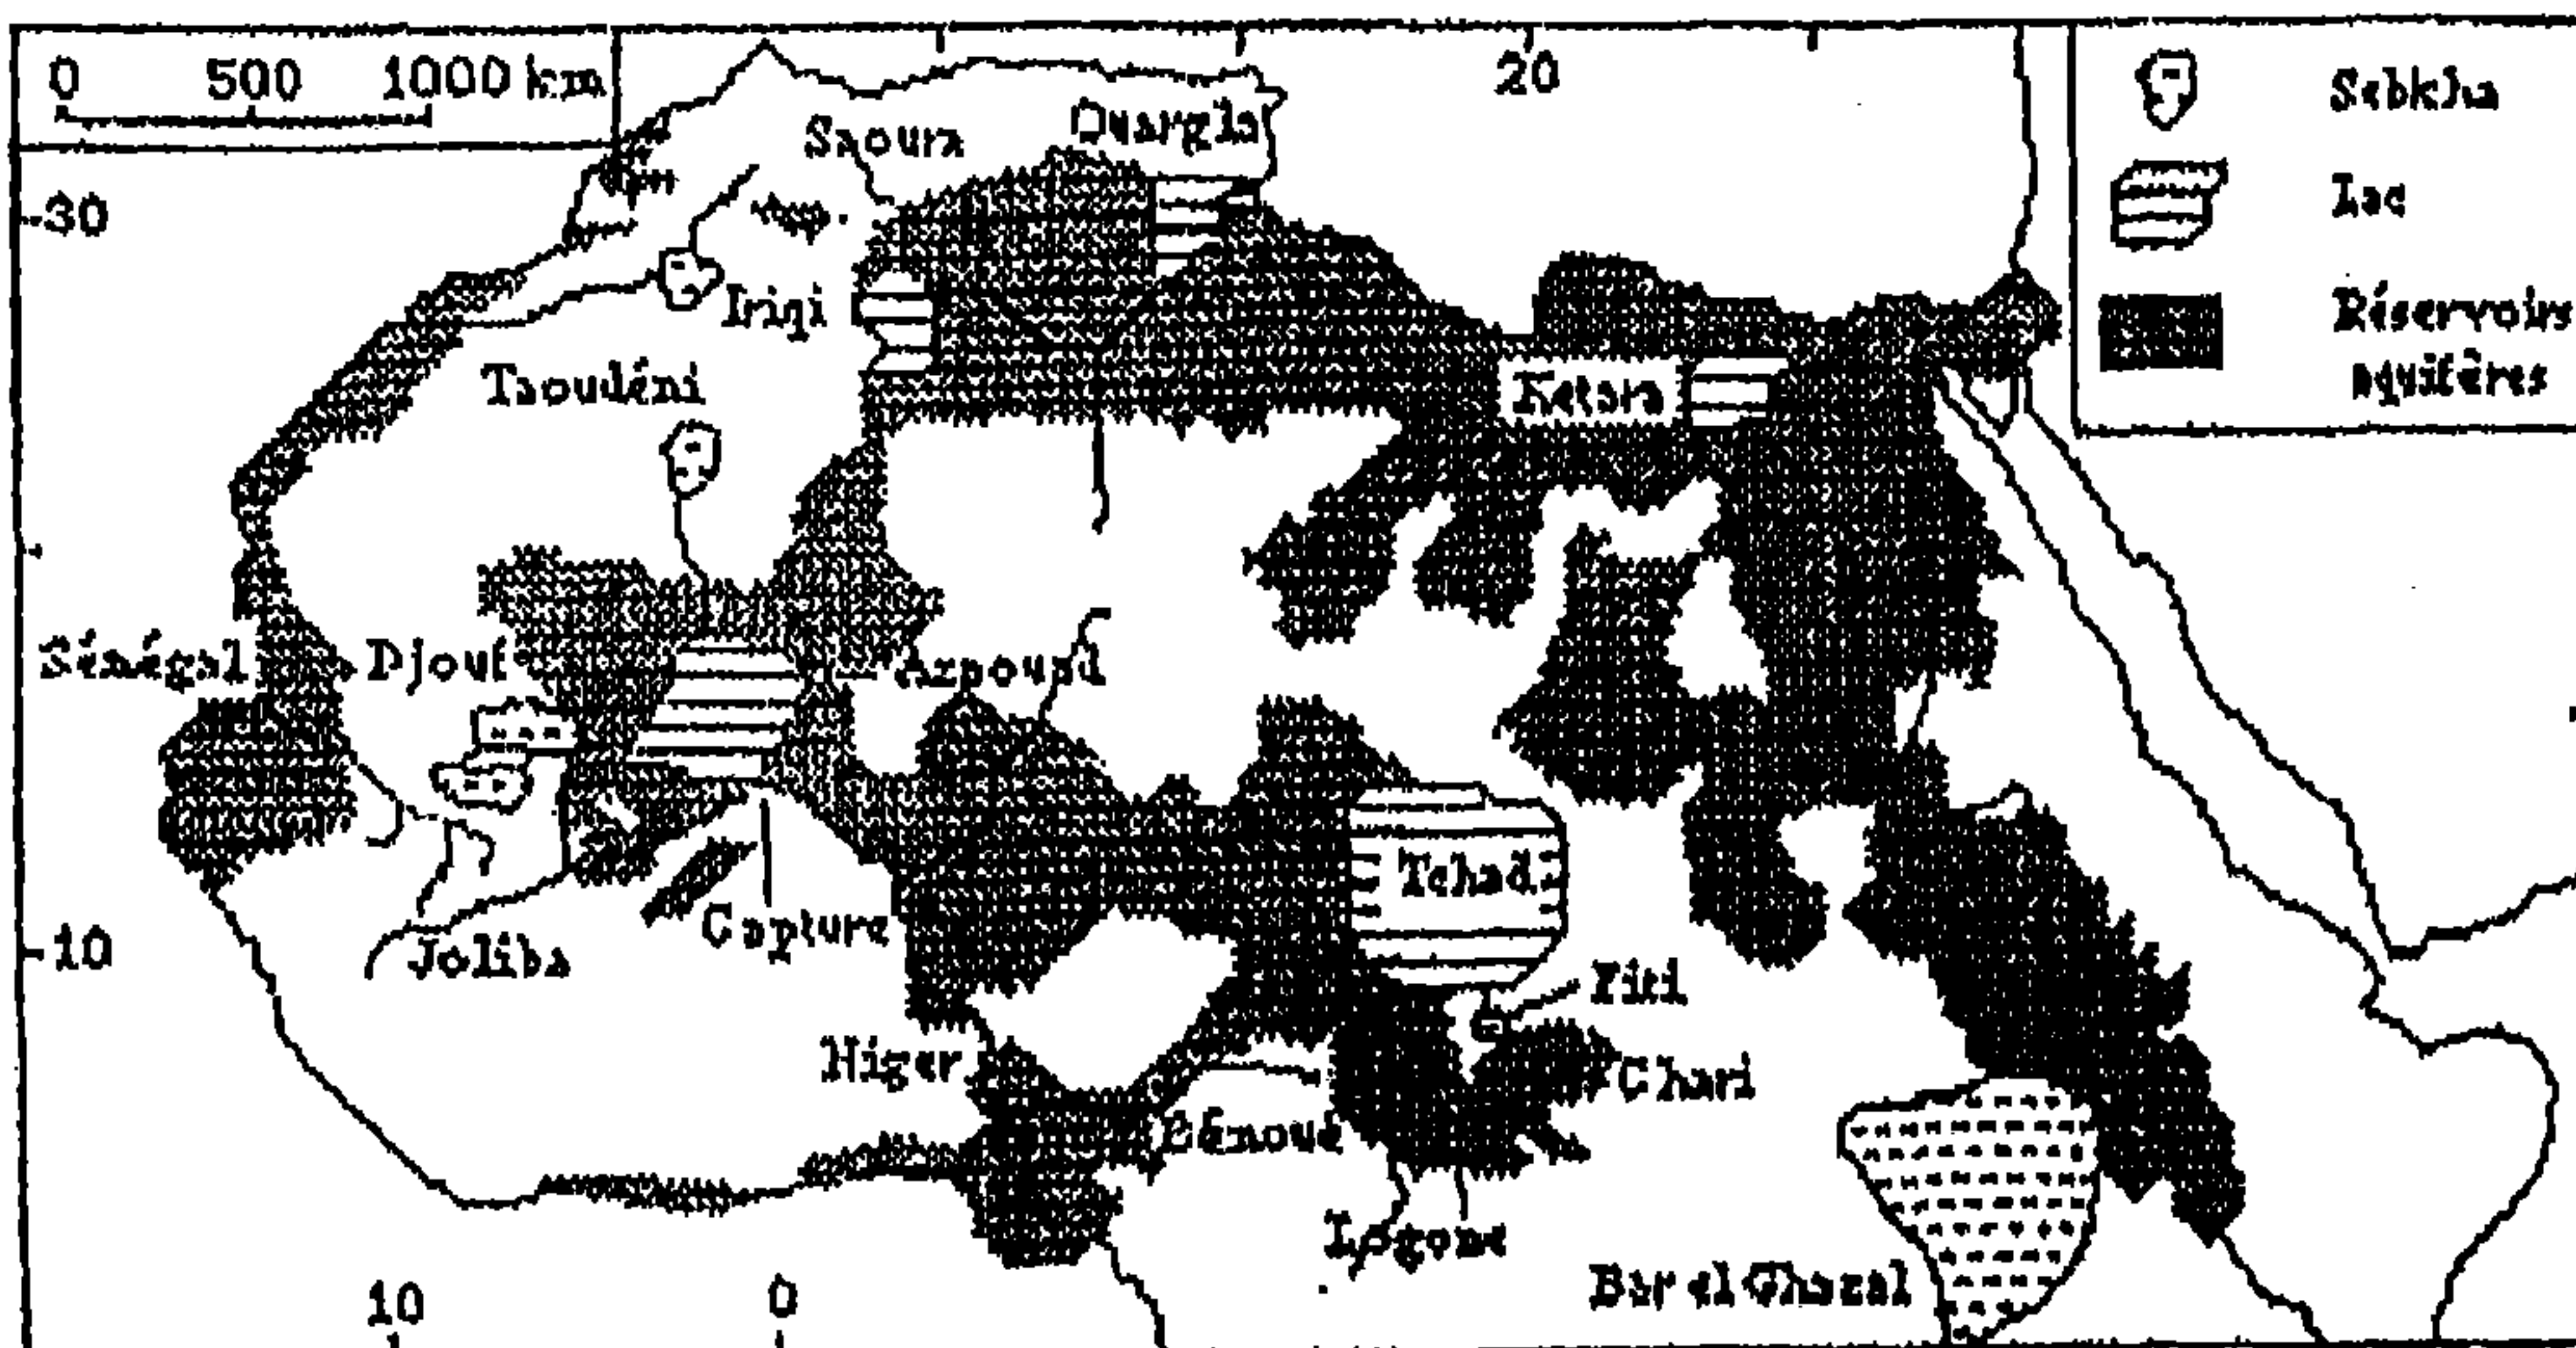 0 500 1000 km
20
Sebkha
Saoura
Ouargla
Lac
30
Iriqi
Réservoirs
aquifères
Taoudéni
Ketara
Sénégal
Djouf
Azaouad
Tchad
Capture
10
Joliba
Fiti
Niger
Chari
Bénoué
Logone
Bar el Ghazal
10
0